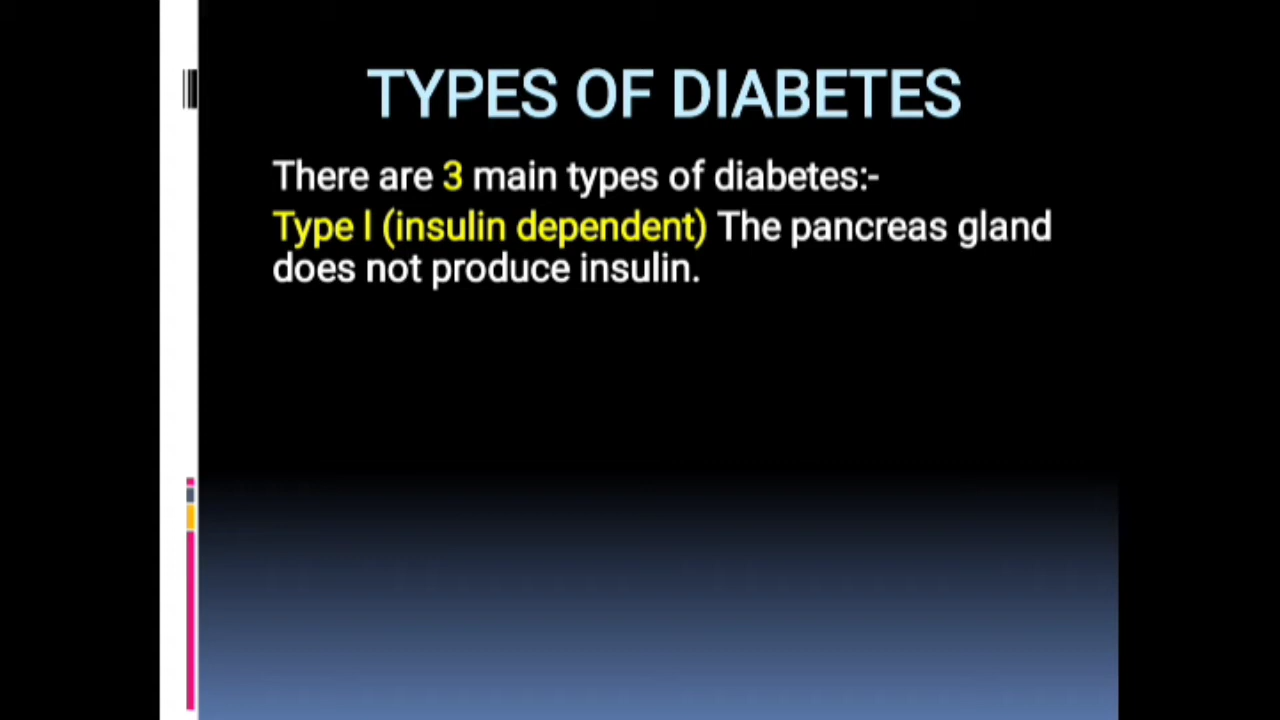 TYPES OF DIABETES
There are 3 main types of diabetes:-
Type l (insulin dependent) The pancreas gland
does not produce insulin.